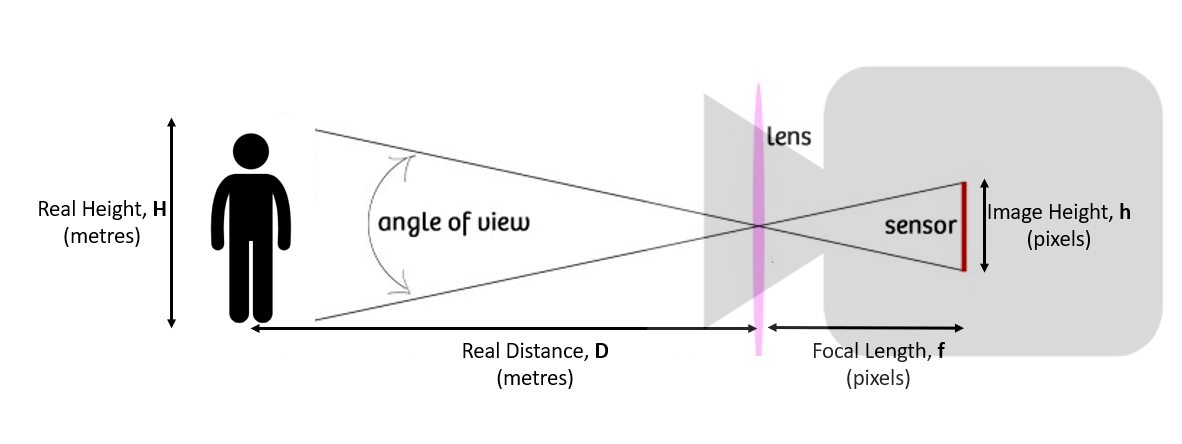 lens
Real Height, H
(metres)
angle of view
sensor
Image Height, h
(pixels)
Real Distance, D
(metres)
Focal Length, f
(pixels)